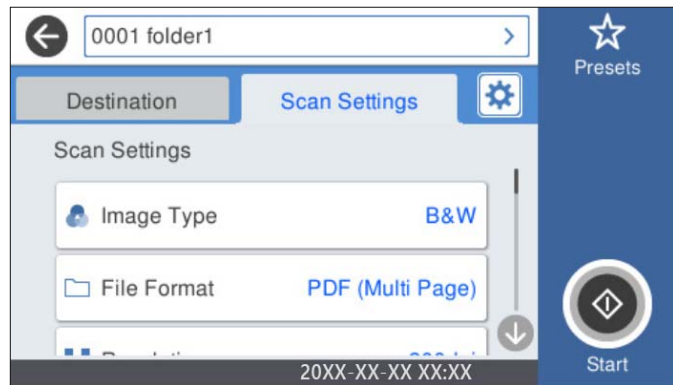 0001 folder1
Presets
Destination
Scan Settings
Scan Settings
Image Type
B&W
File Format
PDF (Multi Page)
20XX-XX-XX XX:XX
Start